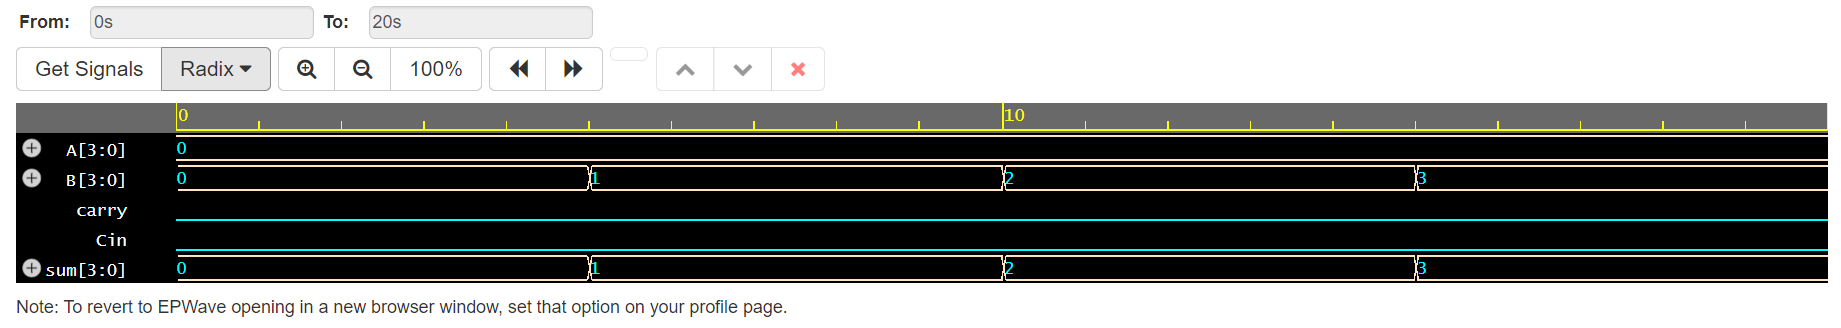 From: 0s To: 20s
Get Signals Radix 100%
0 10
A[3:0] 0
B[3:0] 0 1 2 3
carry
Cin
sum[3:0] 0 1 2 3
Note: To revert to EPWave opening in a new browser window, set that option on your profile page.